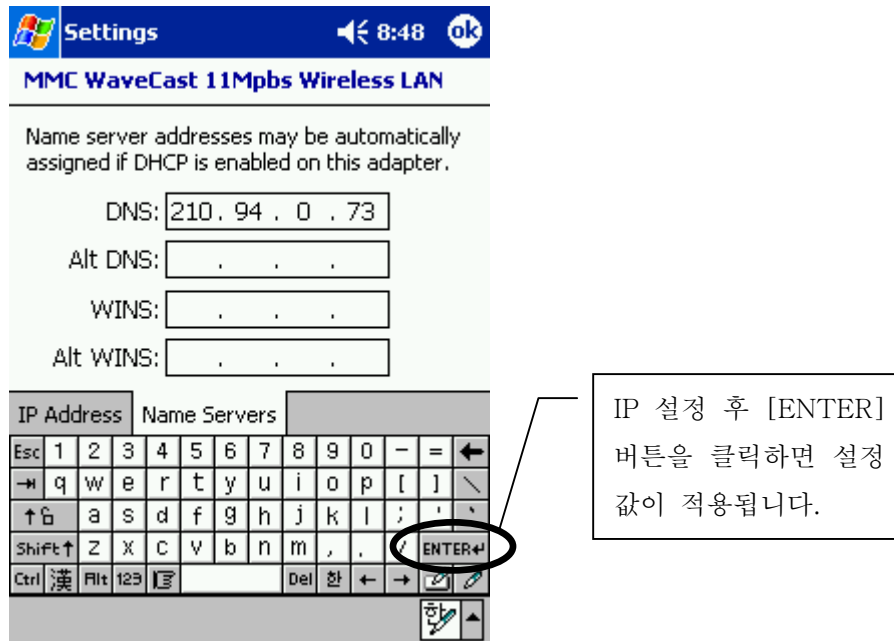 Settings 8:48 ok
MMC WaveCast 11Mpbs Wireless LAN
Name server addresses may be automatically
assigned if DHCP is enabled on this adapter.
DNS: 210 . 94 . 0 . 73
Alt DNS: . . .
WINS: . . .
Alt WINS: . . .
IP Address Name Servers
IP 설정 후 [ENTER]
버튼을 클릭하면 설정
값이 적용됩니다.
Esc 1 2 3 4 5 6 7 8 9 0 - = ←
q w e r t y u i o p [ ] \
a s d f g h j k l ; ' `
Shift↑ z x c v b n m , . / ENTER↵
Ctrl 漢 Alt 123 Del 한 ← →
한